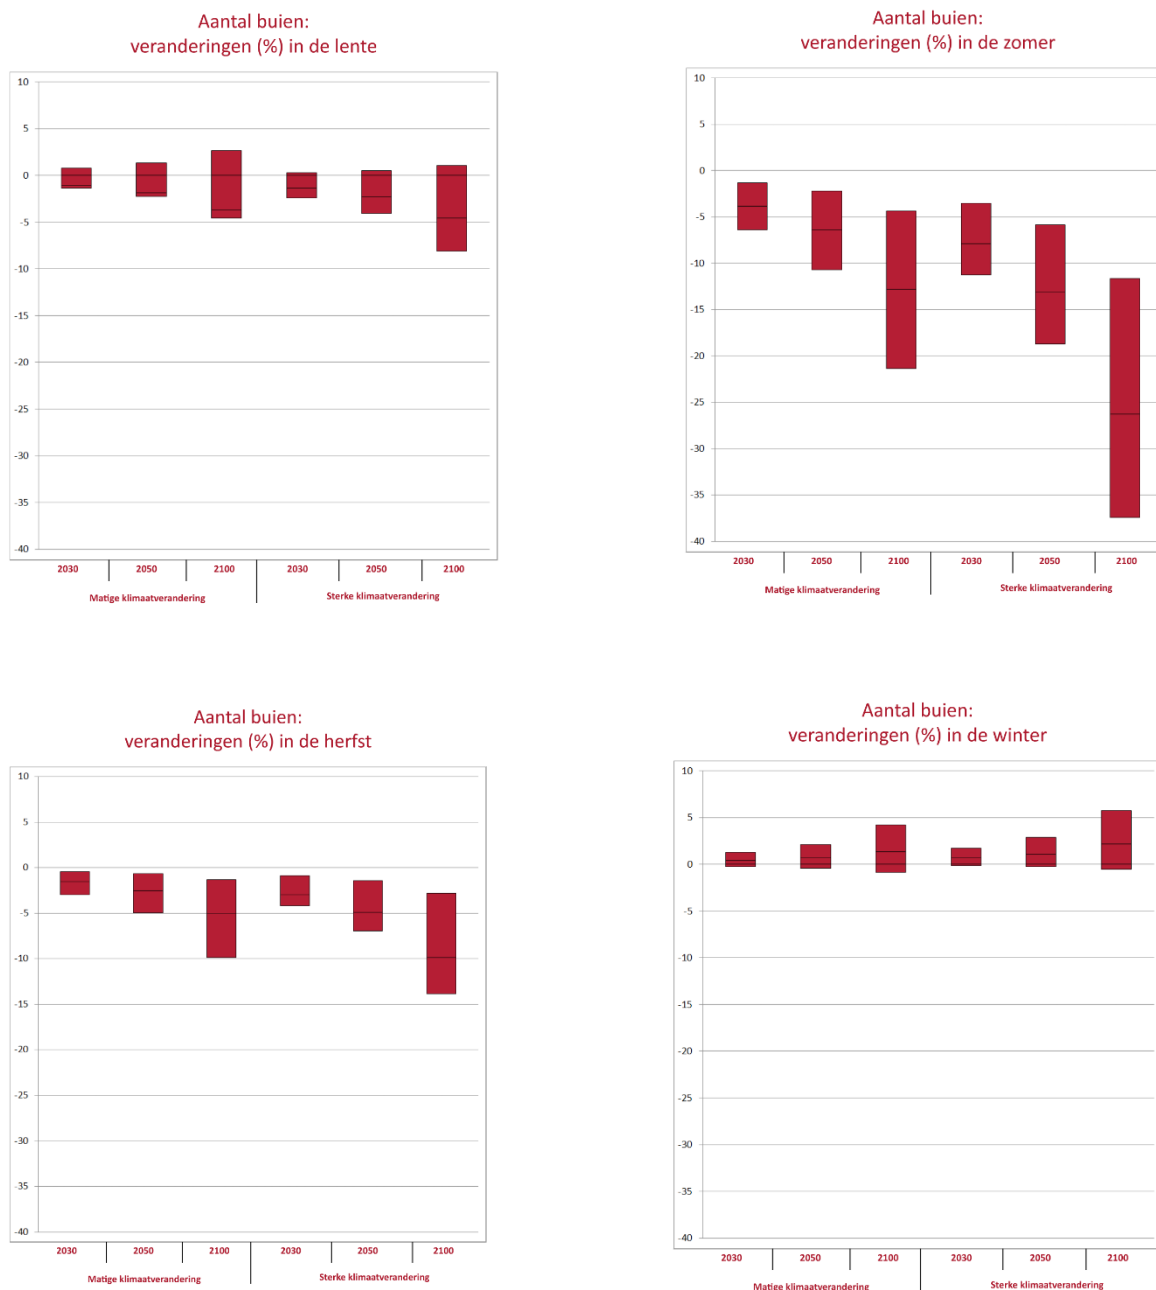 Aantal buien:
veranderingen (%) in de lente
10
5
0
-5
-10
-15
-20
-25
-30
-35
-40
2030 2050 2100 2030 2050 2100
Matige klimaatverandering Sterke klimaatverandering
Aantal buien:
veranderingen (%) in de zomer
10
5
0
-5
-10
-15
-20
-25
-30
-35
-40
2030 2050 2100 2030 2050 2100
Matige klimaatverandering Sterke klimaatverandering
Aantal buien:
veranderingen (%) in de herfst
10
5
0
-5
-10
-15
-20
-25
-30
-35
-40
2030 2050 2100 2030 2050 2100
Matige klimaatverandering Sterke klimaatverandering
Aantal buien:
veranderingen (%) in de winter
10
5
0
-5
-10
-15
-20
-25
-30
-35
-40
2030 2050 2100 2030 2050 2100
Matige klimaatverandering Sterke klimaatverandering